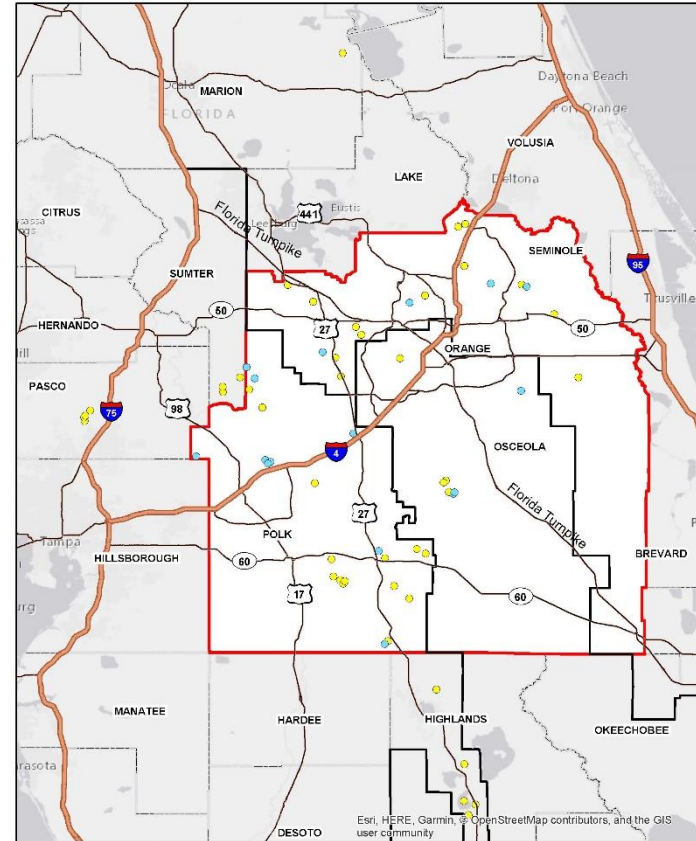 Daytona Beach
Ocala
MARION
FLORIDA
Port Orange
VOLUSIA
LAKE
Deltona
CITRUS
441
Eustis
Leesburg
Florida Turnpike
SEMINOLE
SUMTER
95
Titusville
50
HERNANDO
27
50
ORANGE
PASCO
98
75
OSCEOLA
4
Florida Turnpike
27
POLK
BREVARD
Tampa
HILLSBOROUGH
60
17
60
MANATEE
HARDEE
HIGHLANDS
OKEECHOBEE
arasota
DESOTO
Esri, HERE, Garmin, © OpenStreetMap contributors, and the GIS
user community